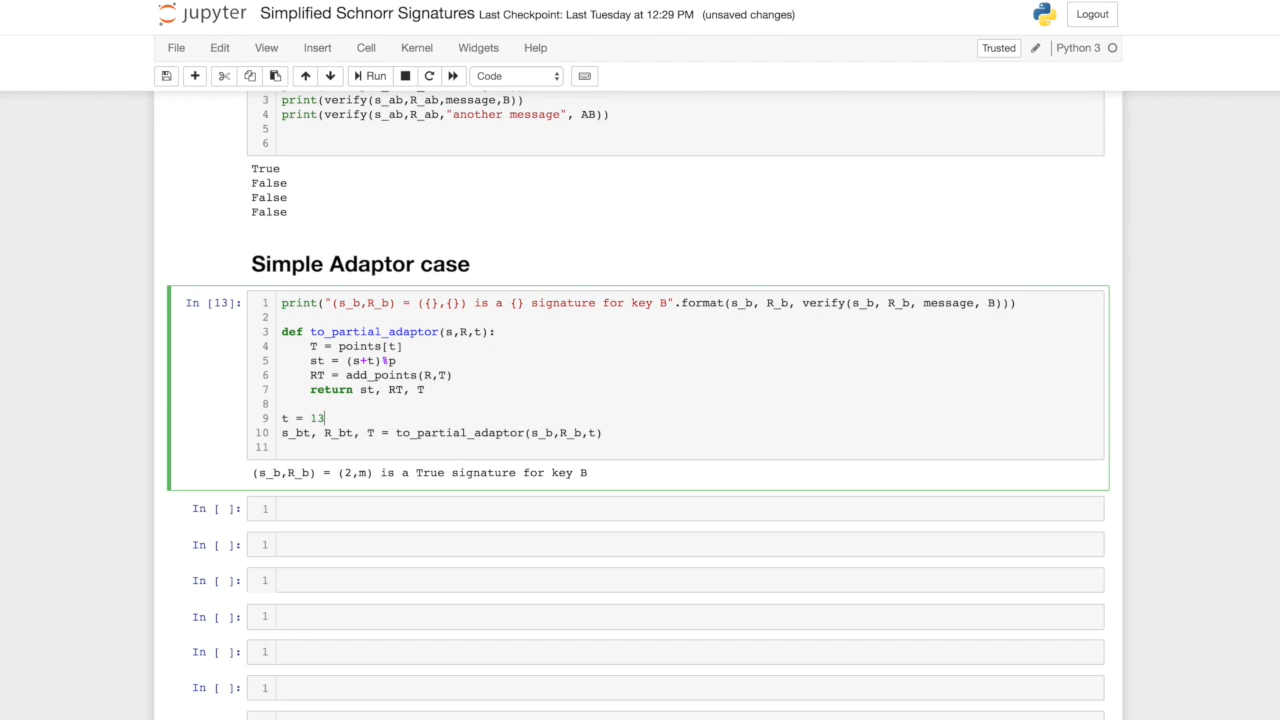 jupyter Simplified Schnorr Signatures Last Checkpoint: Last Tuesday at 12:29 PM (unsaved changes) Logout
File Edit View Insert Cell Kernel Widgets Help Trusted Python 3
Run Code
3 print(verify(s_ab,R_ab,message,B))
4 print(verify(s_ab,R_ab,"another message", AB))
5
6
True
False
False
False
Simple Adaptor case
In [13]: 1 print("(s_b,R_b) = ({},{}) is a {} signature for key B".format(s_b, R_b, verify(s_b, R_b, message, B)))
2
3 def to_partial_adaptor(s,R,t):
4 T = points[t]
5 st = (s+t)%p
6 RT = add_points(R,T)
7 return st, RT, T
8
9 t = 13
10 s_bt, R_bt, T = to_partial_adaptor(s_b,R_b,t)
11
(s_b,R_b) = (2,m) is a True signature for key B
In [ ]: 1
In [ ]: 1
In [ ]: 1
In [ ]: 1
In [ ]: 1
In [ ]: 1